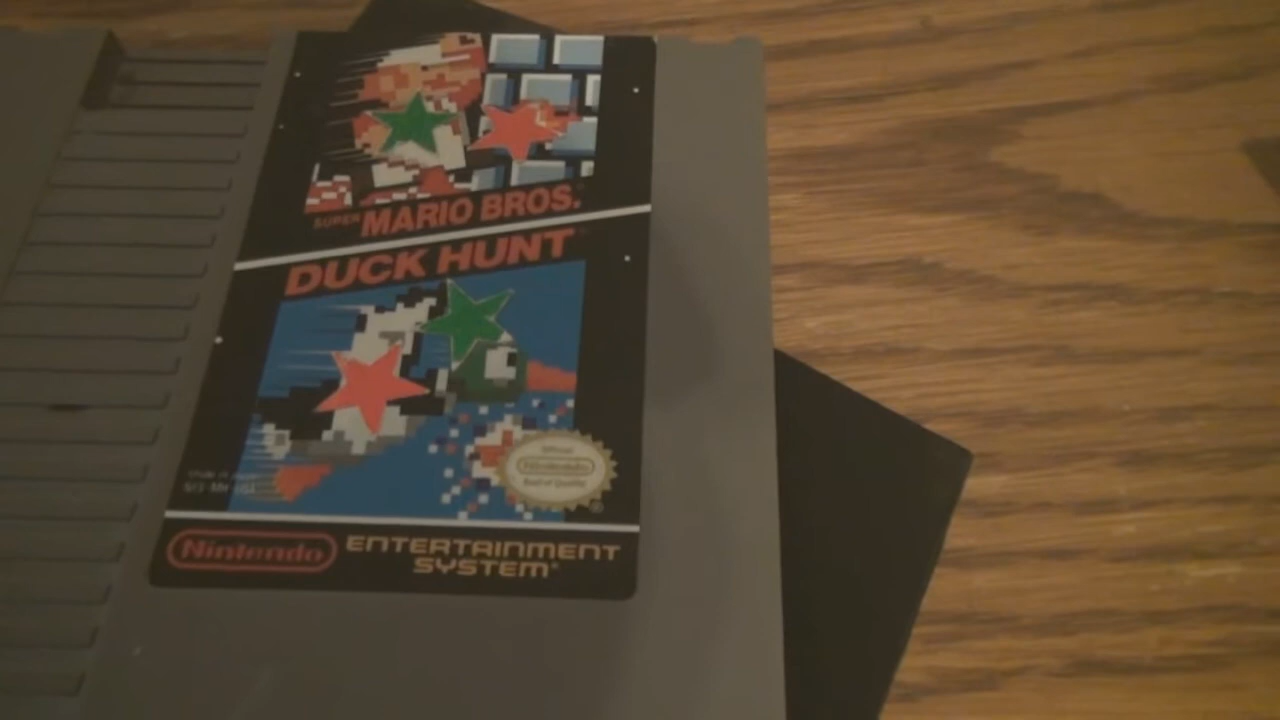 SUPER MARIO BROS.
DUCK HUNT
Official
Nintendo
Seal of Quality
Nintendo ENTERTAINMENT
SYSTEM